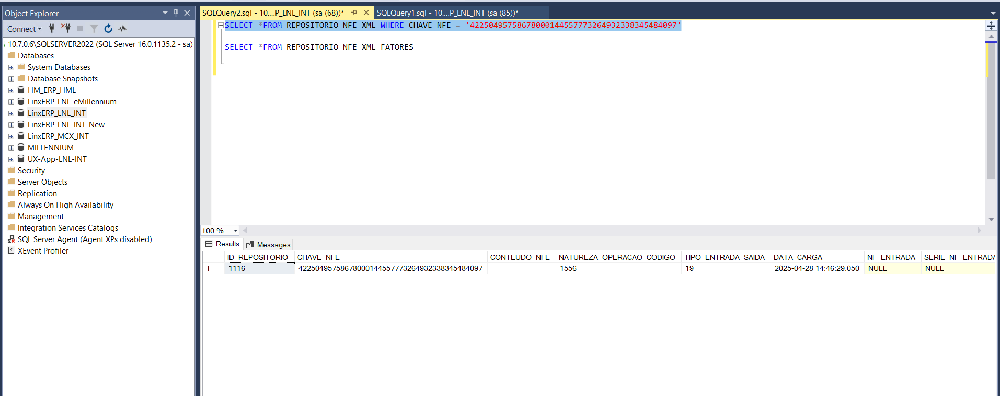 Object Explorer
Connect
10.7.0.6\SQLSERVER2022 (SQL Server 16.0.1135.2 - sa)
Databases
System Databases
Database Snapshots
HM_ERP_HML
LinxERP_LNL_eMillennium
LinxERP_LNL_INT
LinxERP_LNL_INT_New
LinxERP_MCX_INT
MILLENNIUM
UX-App-LNL-INT
Security
Server Objects
Replication
Always On High Availability
Management
Integration Services Catalogs
SQL Server Agent (Agent XPs disabled)
XEvent Profiler
SQLQuery2.sql - 10....P_LNL_INT (sa (68))* SQLQuery1.sql - 10....P_LNL_INT (sa (85))*
SELECT *FROM REPOSITORIO_NFE_XML WHERE CHAVE_NFE = '42250495758678000144557773264932338345484097'
SELECT *FROM REPOSITORIO_NFE_XML_FATORES
100 %
Results Messages
ID_REPOSITORIO CHAVE_NFE CONTEUDO_NFE NATUREZA_OPERACAO_CODIGO TIPO_ENTRADA_SAIDA DATA_CARGA NF_ENTRADA SERIE_NF_ENTRADA
1 1116 42250495758678000144557773264932338345484097 1556 19 2025-04-28 14:46:29.050 NULL NULL